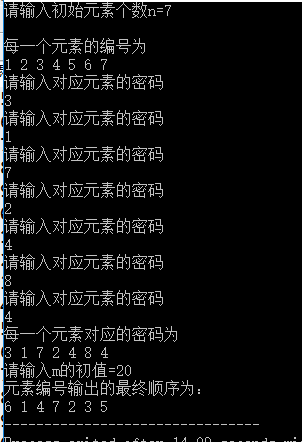 请输入初始元素个数n=7
每一个元素的编号为
1 2 3 4 5 6 7
请输入对应元素的密码
3
请输入对应元素的密码
1
请输入对应元素的密码
7
请输入对应元素的密码
2
请输入对应元素的密码
4
请输入对应元素的密码
8
请输入对应元素的密码
4
每一个元素对应的密码为
3 1 7 2 4 8 4
请输入m的初值=20
元素编号输出的最终顺序为:
6 1 4 7 2 3 5
--------------------------------